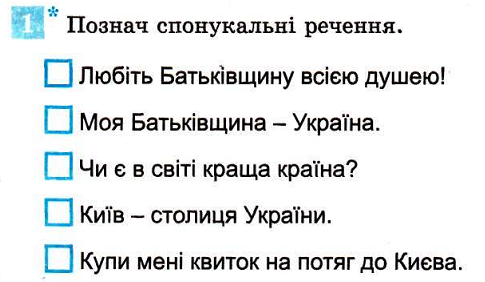 1* Познач спонукальні речення.
Любіть Батьківщину всією душею!
Моя Батьківщина – Україна.
Чи є в світі краща країна?
Київ – столиця України.
Купи мені квиток на потяг до Києва.